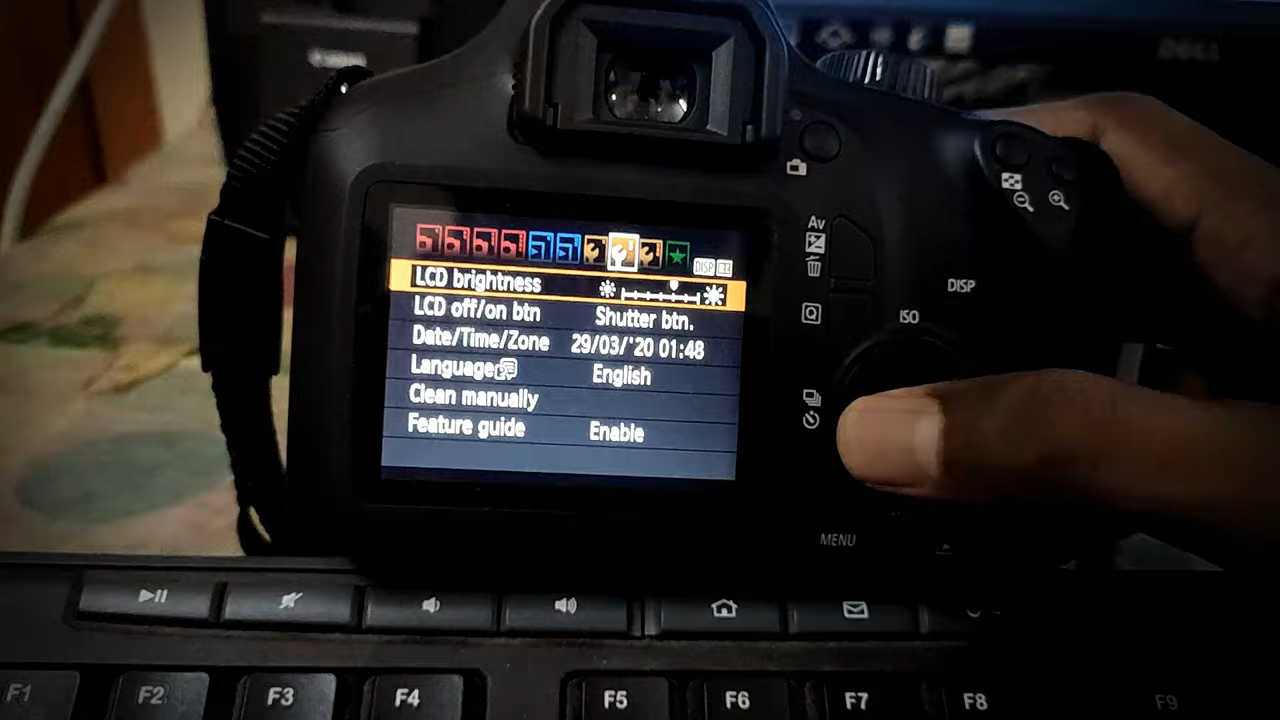 DELL
Av
DISP
LCD brightness
LCD off/on btn Shutter btn.
Date/Time/Zone 29/03/'20 01:48
Language English
Clean manually
Feature guide Enable
Q
ISO
DISP
MENU
F1 F2 F3 F4 F5 F6 F7 F8 F9